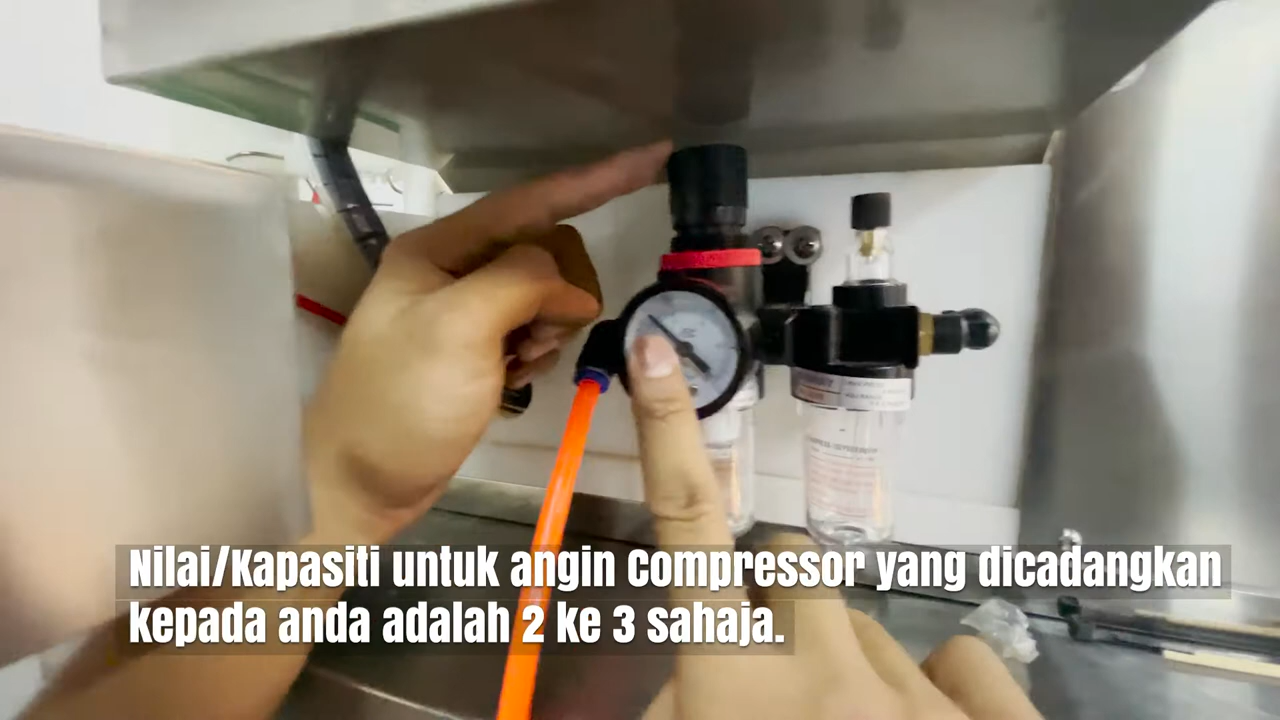 Nilai/Kapasiti untuk angin Compressor yang dicadangkan
kepada anda adalah 2 ke 3 sahaja.